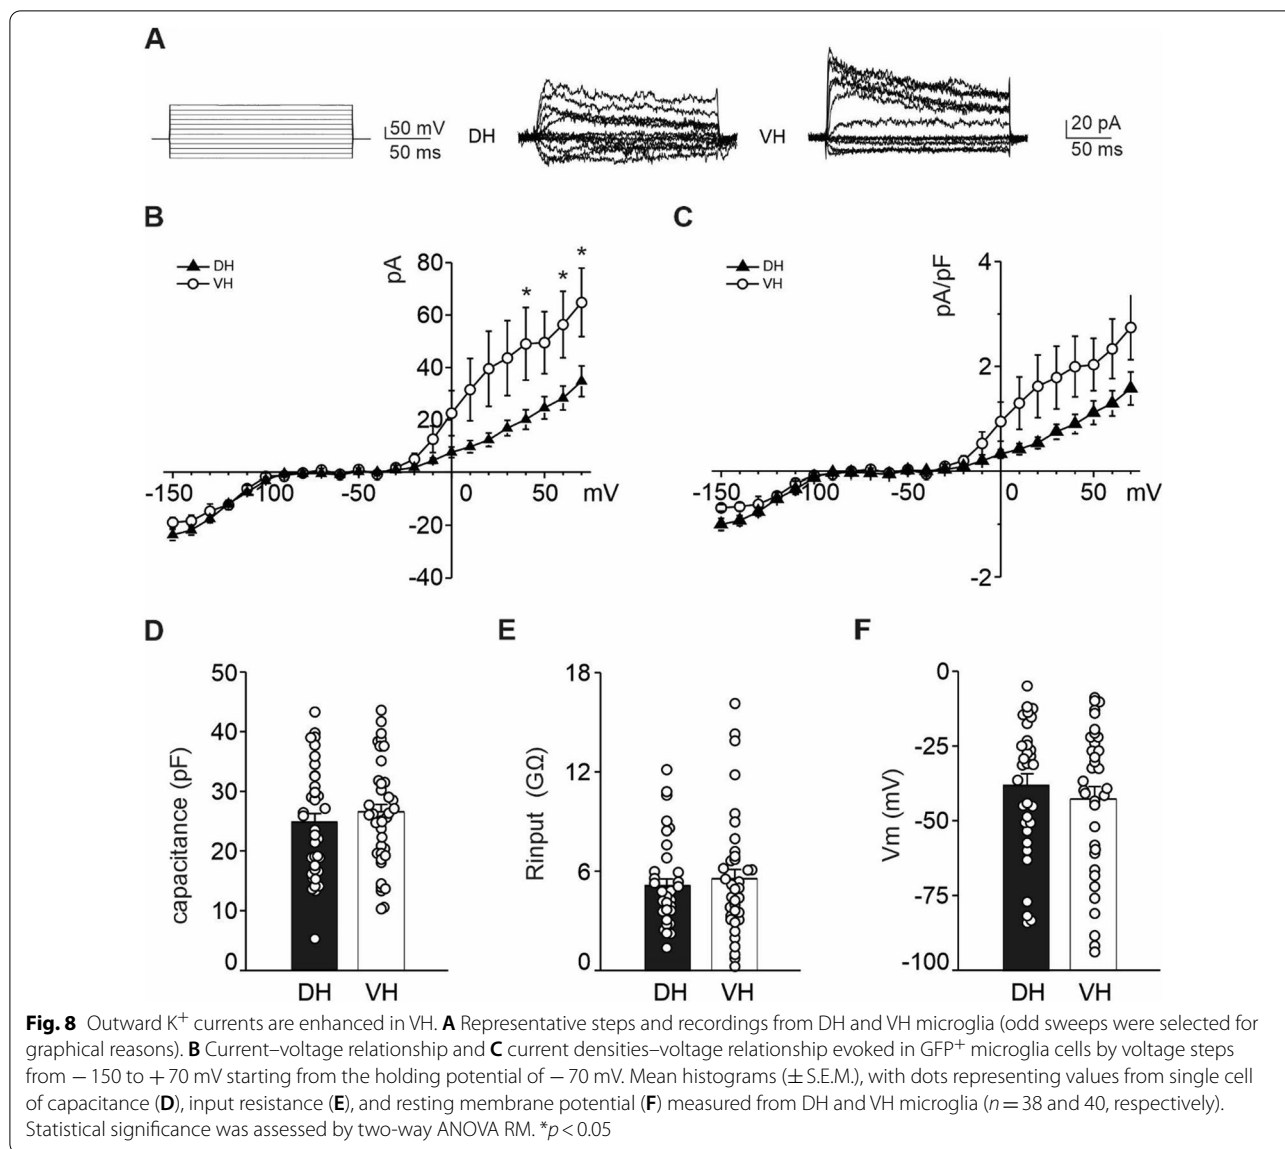 A
50 mV
50 ms
DH
VH
20 pA
50 ms
B
C
DH
VH
pA
80
60
40
20
-20
-40
-150
-100
-50
0
50
mV
* * *
DH
VH
pA/pF
4
2
-2
-150
-100
-50
0
50
mV
D
E
F
capacitance (pF)
50
40
30
20
10
0
DH VH
Rinput (GΩ)
18
12
6
0
DH VH
Vm (mV)
0
-25
-50
-75
-100
DH VH
Fig. 8 Outward K+ currents are enhanced in VH. A Representative steps and recordings from DH and VH microglia (odd sweeps were selected for
graphical reasons). B Current–voltage relationship and C current densities–voltage relationship evoked in GFP+ microglia cells by voltage steps
from − 150 to + 70 mV starting from the holding potential of − 70 mV. Mean histograms (± S.E.M.), with dots representing values from single cell
of capacitance (D), input resistance (E), and resting membrane potential (F) measured from DH and VH microglia (n = 38 and 40, respectively).
Statistical significance was assessed by two-way ANOVA RM. *p < 0.05